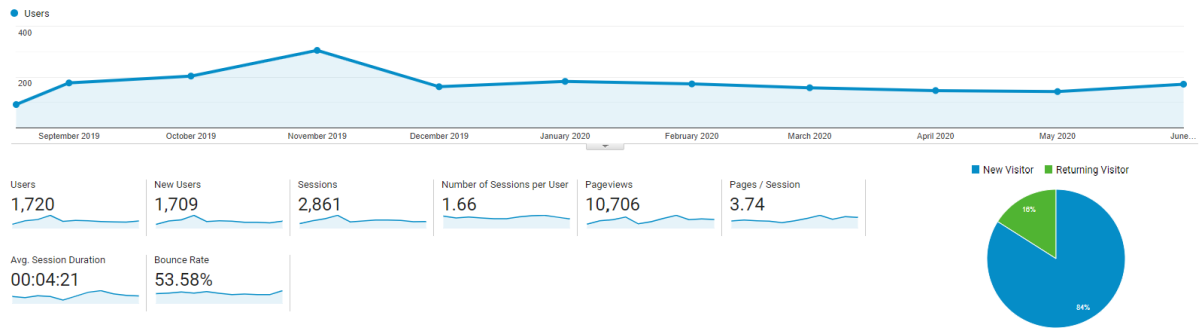 Users
400
200
September 2019 October 2019 November 2019 December 2019 January 2020 February 2020 March 2020 April 2020 May 2020 June...
New Visitor Returning Visitor
Users New Users Sessions Number of Sessions per User Pageviews Pages / Session
1,720 1,709 2,861 1.66 10,706 3.74
16%
Avg. Session Duration Bounce Rate
00:04:21 53.58%
84%